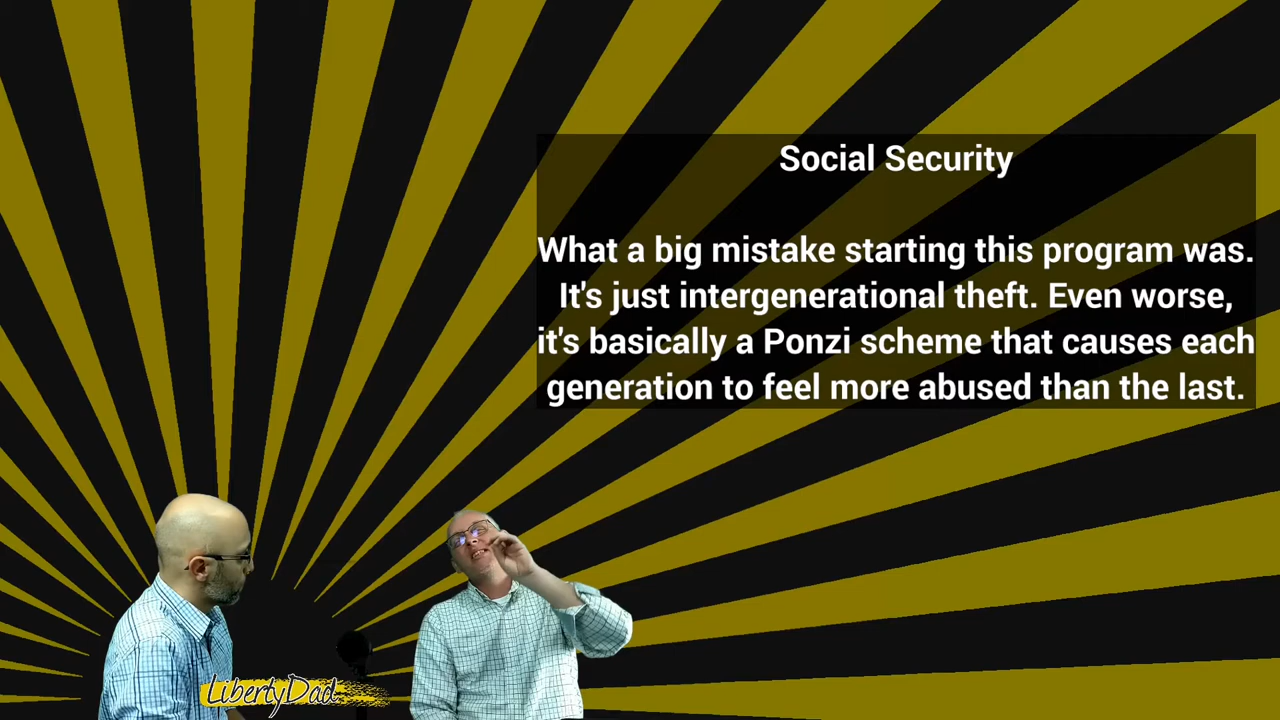 Social Security
What a big mistake starting this program was.
It's just intergenerational theft. Even worse,
it's basically a Ponzi scheme that causes each
generation to feel more abused than the last.
LibertyDad